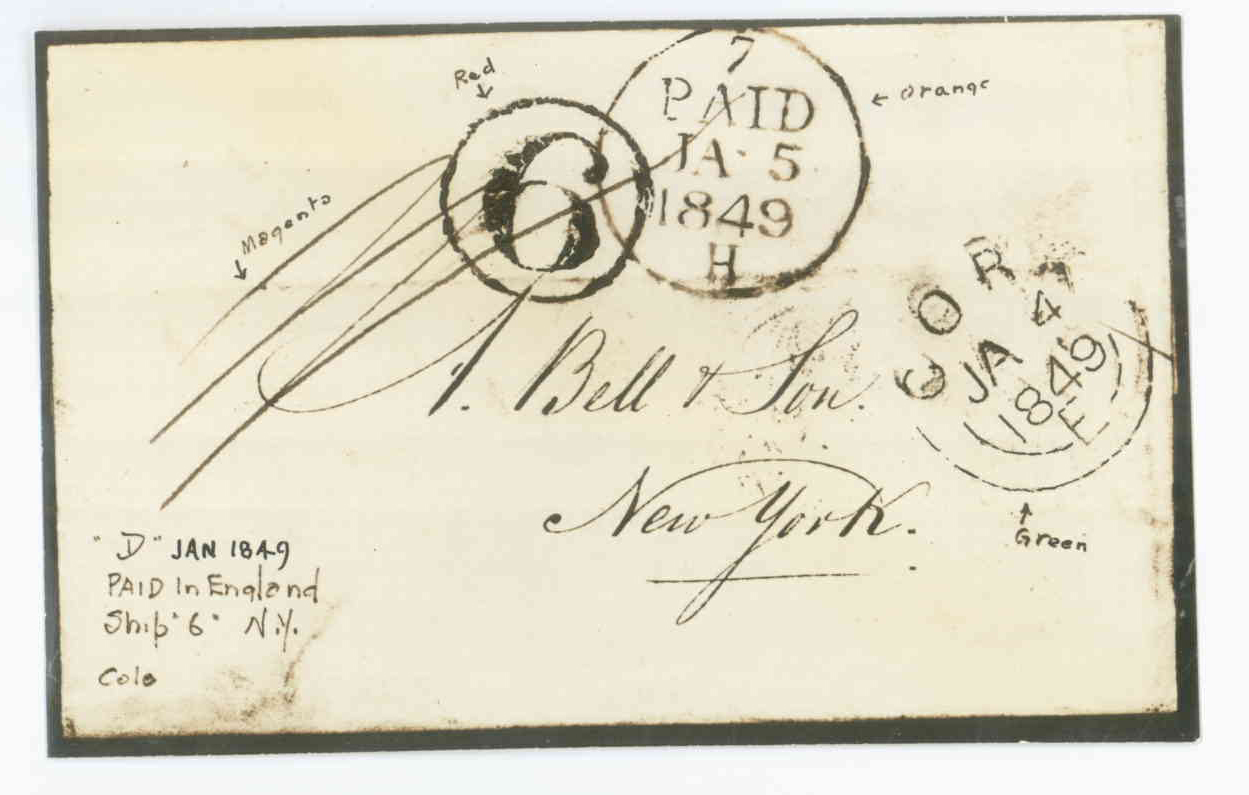 Red
6
7
PAID
JA 5
1849
H
Orange
Magenta
COR
JA 4
1849
E
Green
A. Bell & Son.
New York.
"D" JAN 1849
PAID In England
Ship "6" N.Y.
Cole